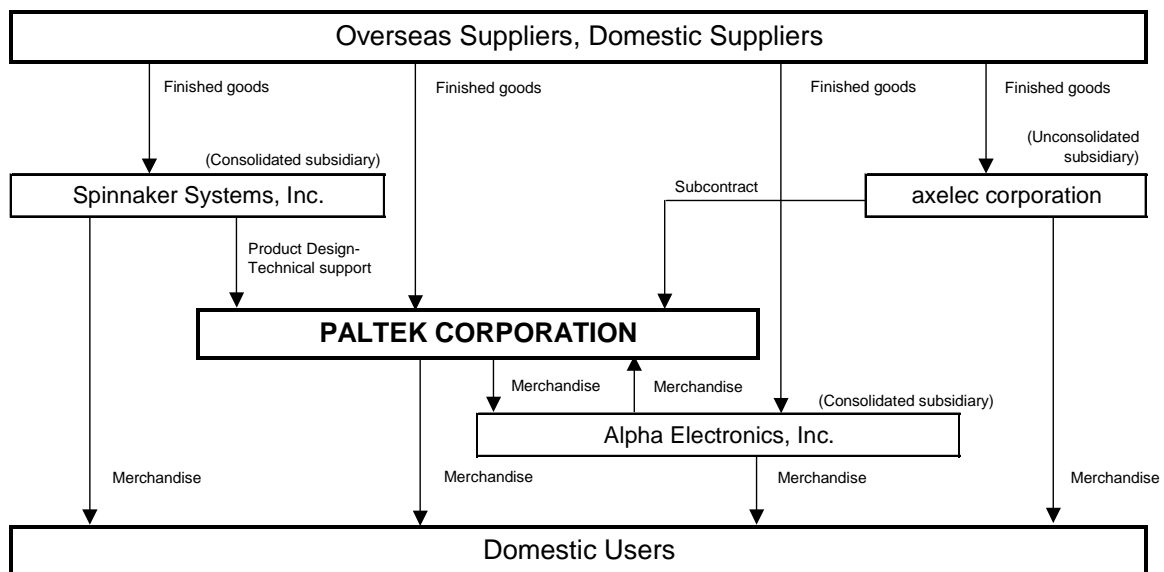 Overseas Suppliers, Domestic Suppliers
Finished goods
Finished goods
Finished goods
Finished goods
(Consolidated subsidiary)
(Unconsolidated
subsidiary)
Spinnaker Systems, Inc.
Subcontract
axelec corporation
Product Design-
Technical support
PALTEK CORPORATION
Merchandise
Merchandise
(Consolidated subsidiary)
Alpha Electronics, Inc.
Merchandise
Merchandise
Merchandise
Merchandise
Domestic Users